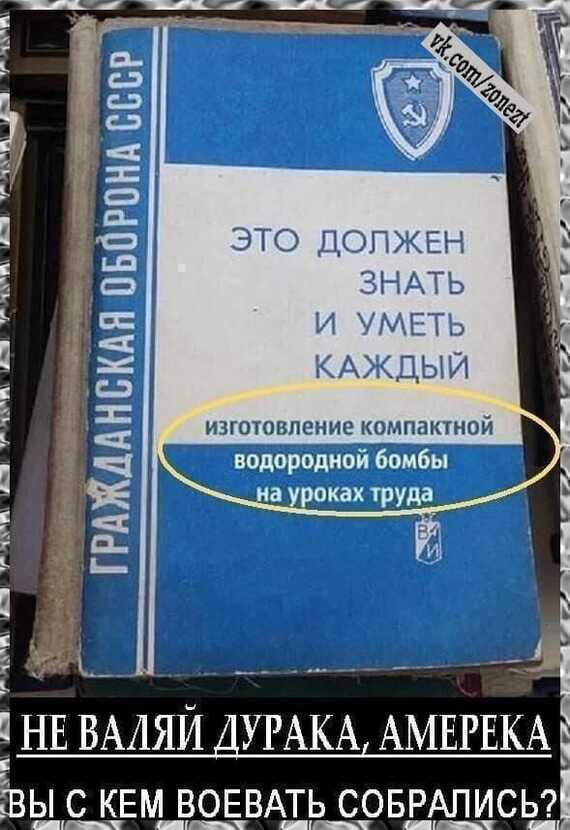 vk.com/zonezt
ГРАЖДАНСКАЯ ОБОРОНА СССР
ЭТО ДОЛЖЕН
ЗНАТЬ
И УМЕТЬ
КАЖДЫЙ
изготовление компактной
водородной бомбы
на уроках труда
В И
НЕ ВАЛЯЙ ДУРАКА, АМЕРЕКА
ВЫ С КЕМ ВОЕВАТЬ СОБРАЛИСЬ?